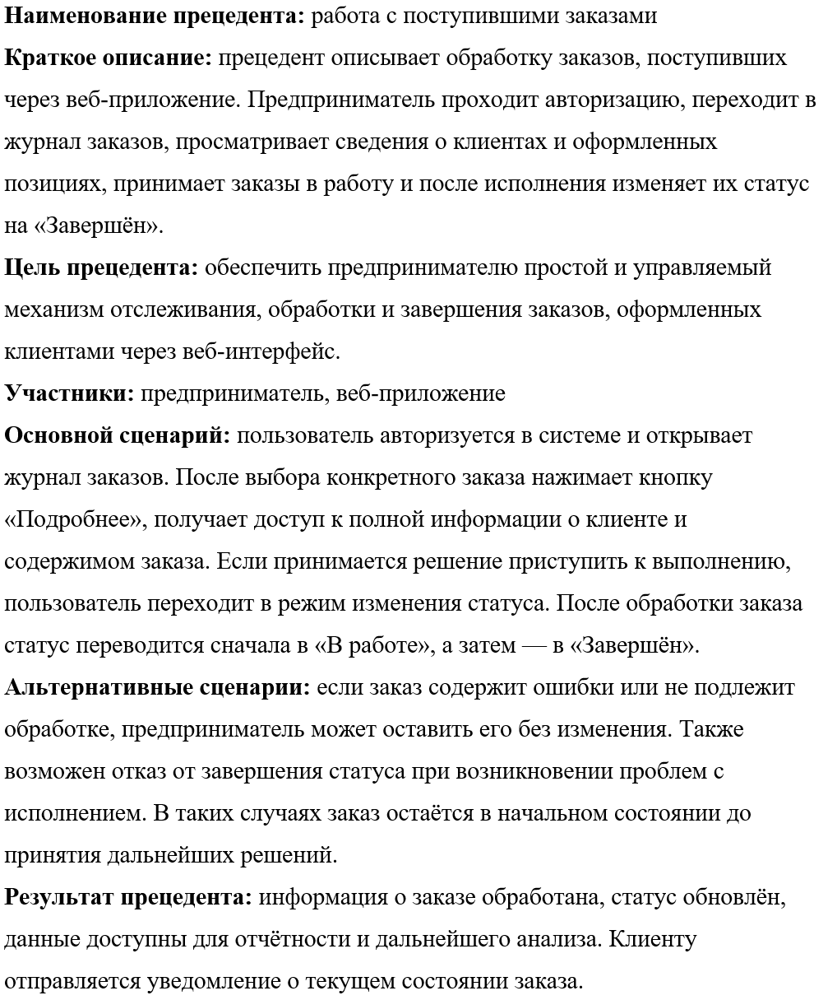 Наименование прецедента: работа с поступившими заказами
Краткое описание: прецедент описывает обработку заказов, поступивших
через веб-приложение. Предприниматель проходит авторизацию, переходит в
журнал заказов, просматривает сведения о клиентах и оформленных
позициях, принимает заказы в работу и после исполнения изменяет их статус
на «Завершён».
Цель прецедента: обеспечить предпринимателю простой и управляемый
механизм отслеживания, обработки и завершения заказов, оформленных
клиентами через веб-интерфейс.
Участники: предприниматель, веб-приложение
Основной сценарий: пользователь авторизуется в системе и открывает
журнал заказов. После выбора конкретного заказа нажимает кнопку
«Подробнее», получает доступ к полной информации о клиенте и
содержимом заказа. Если принимается решение приступить к выполнению,
пользователь переходит в режим изменения статуса. После обработки заказа
статус переводится сначала в «В работе», а затем — в «Завершён».
Альтернативные сценарии: если заказ содержит ошибки или не подлежит
обработке, предприниматель может оставить его без изменения. Также
возможен отказ от завершения статуса при возникновении проблем с
исполнением. В таких случаях заказ остаётся в начальном состоянии до
принятия дальнейших решений.
Результат прецедента: информация о заказе обработана, статус обновлён,
данные доступны для отчётности и дальнейшего анализа. Клиенту
отправляется уведомление о текущем состоянии заказа.